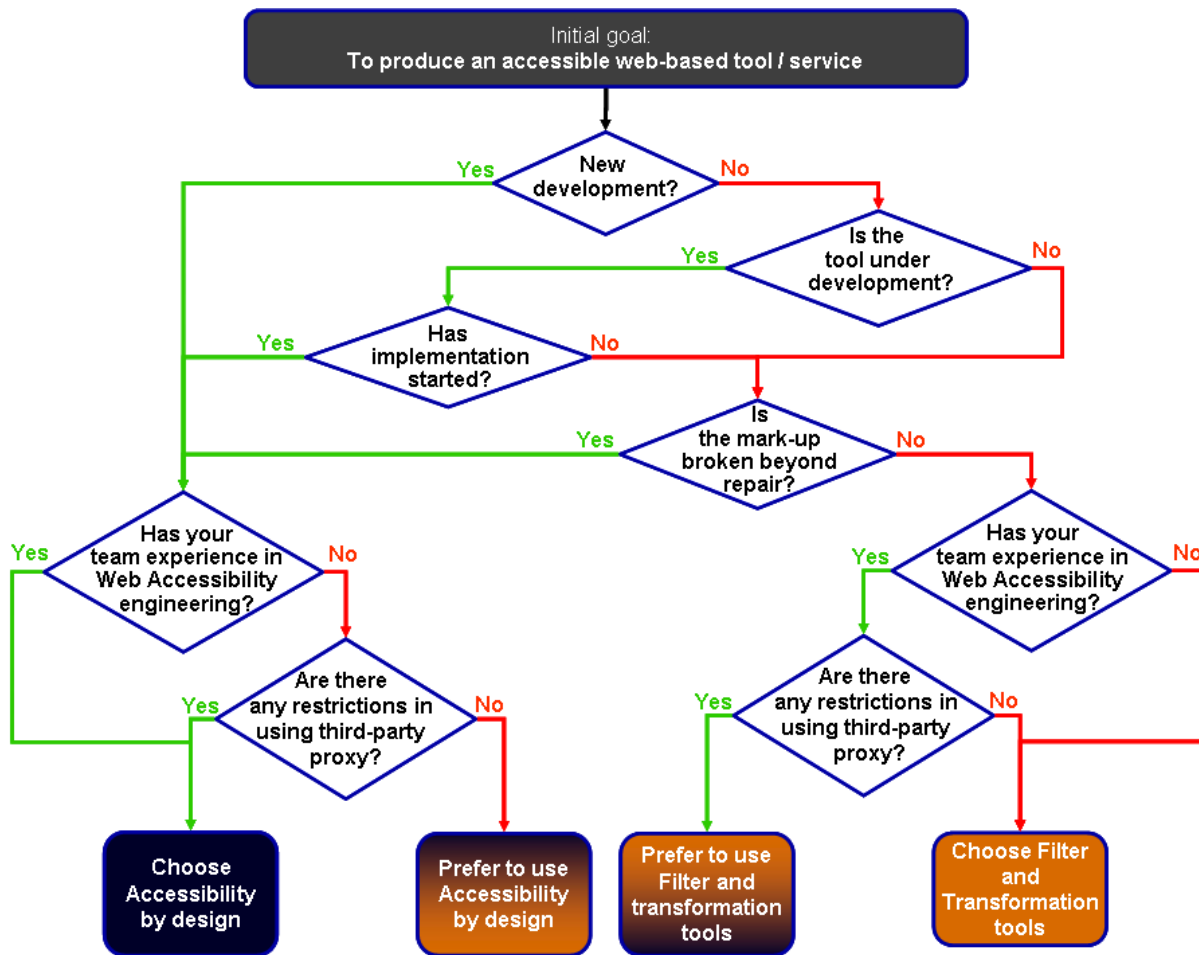 Initial goal:
To produce an accessible web-based tool / service
Yes
New
development?
No
Yes
Is the
tool under
development?
No
Yes
Has
implementation
started?
No
Yes
Is
the mark-up
broken beyond
repair?
No
Yes
Has your
team experience in
Web Accessibility
engineering?
No
Yes
Has your
team experience in
Web Accessibility
engineering?
No
Yes
Are there
any restrictions in
using third-party
proxy?
No
Yes
Are there
any restrictions in
using third-party
proxy?
No
Choose
Accessibility
by design
Prefer to use
Accessibility
by design
Prefer to use
Filter and
transformation
tools
Choose Filter
and
Transformation
tools